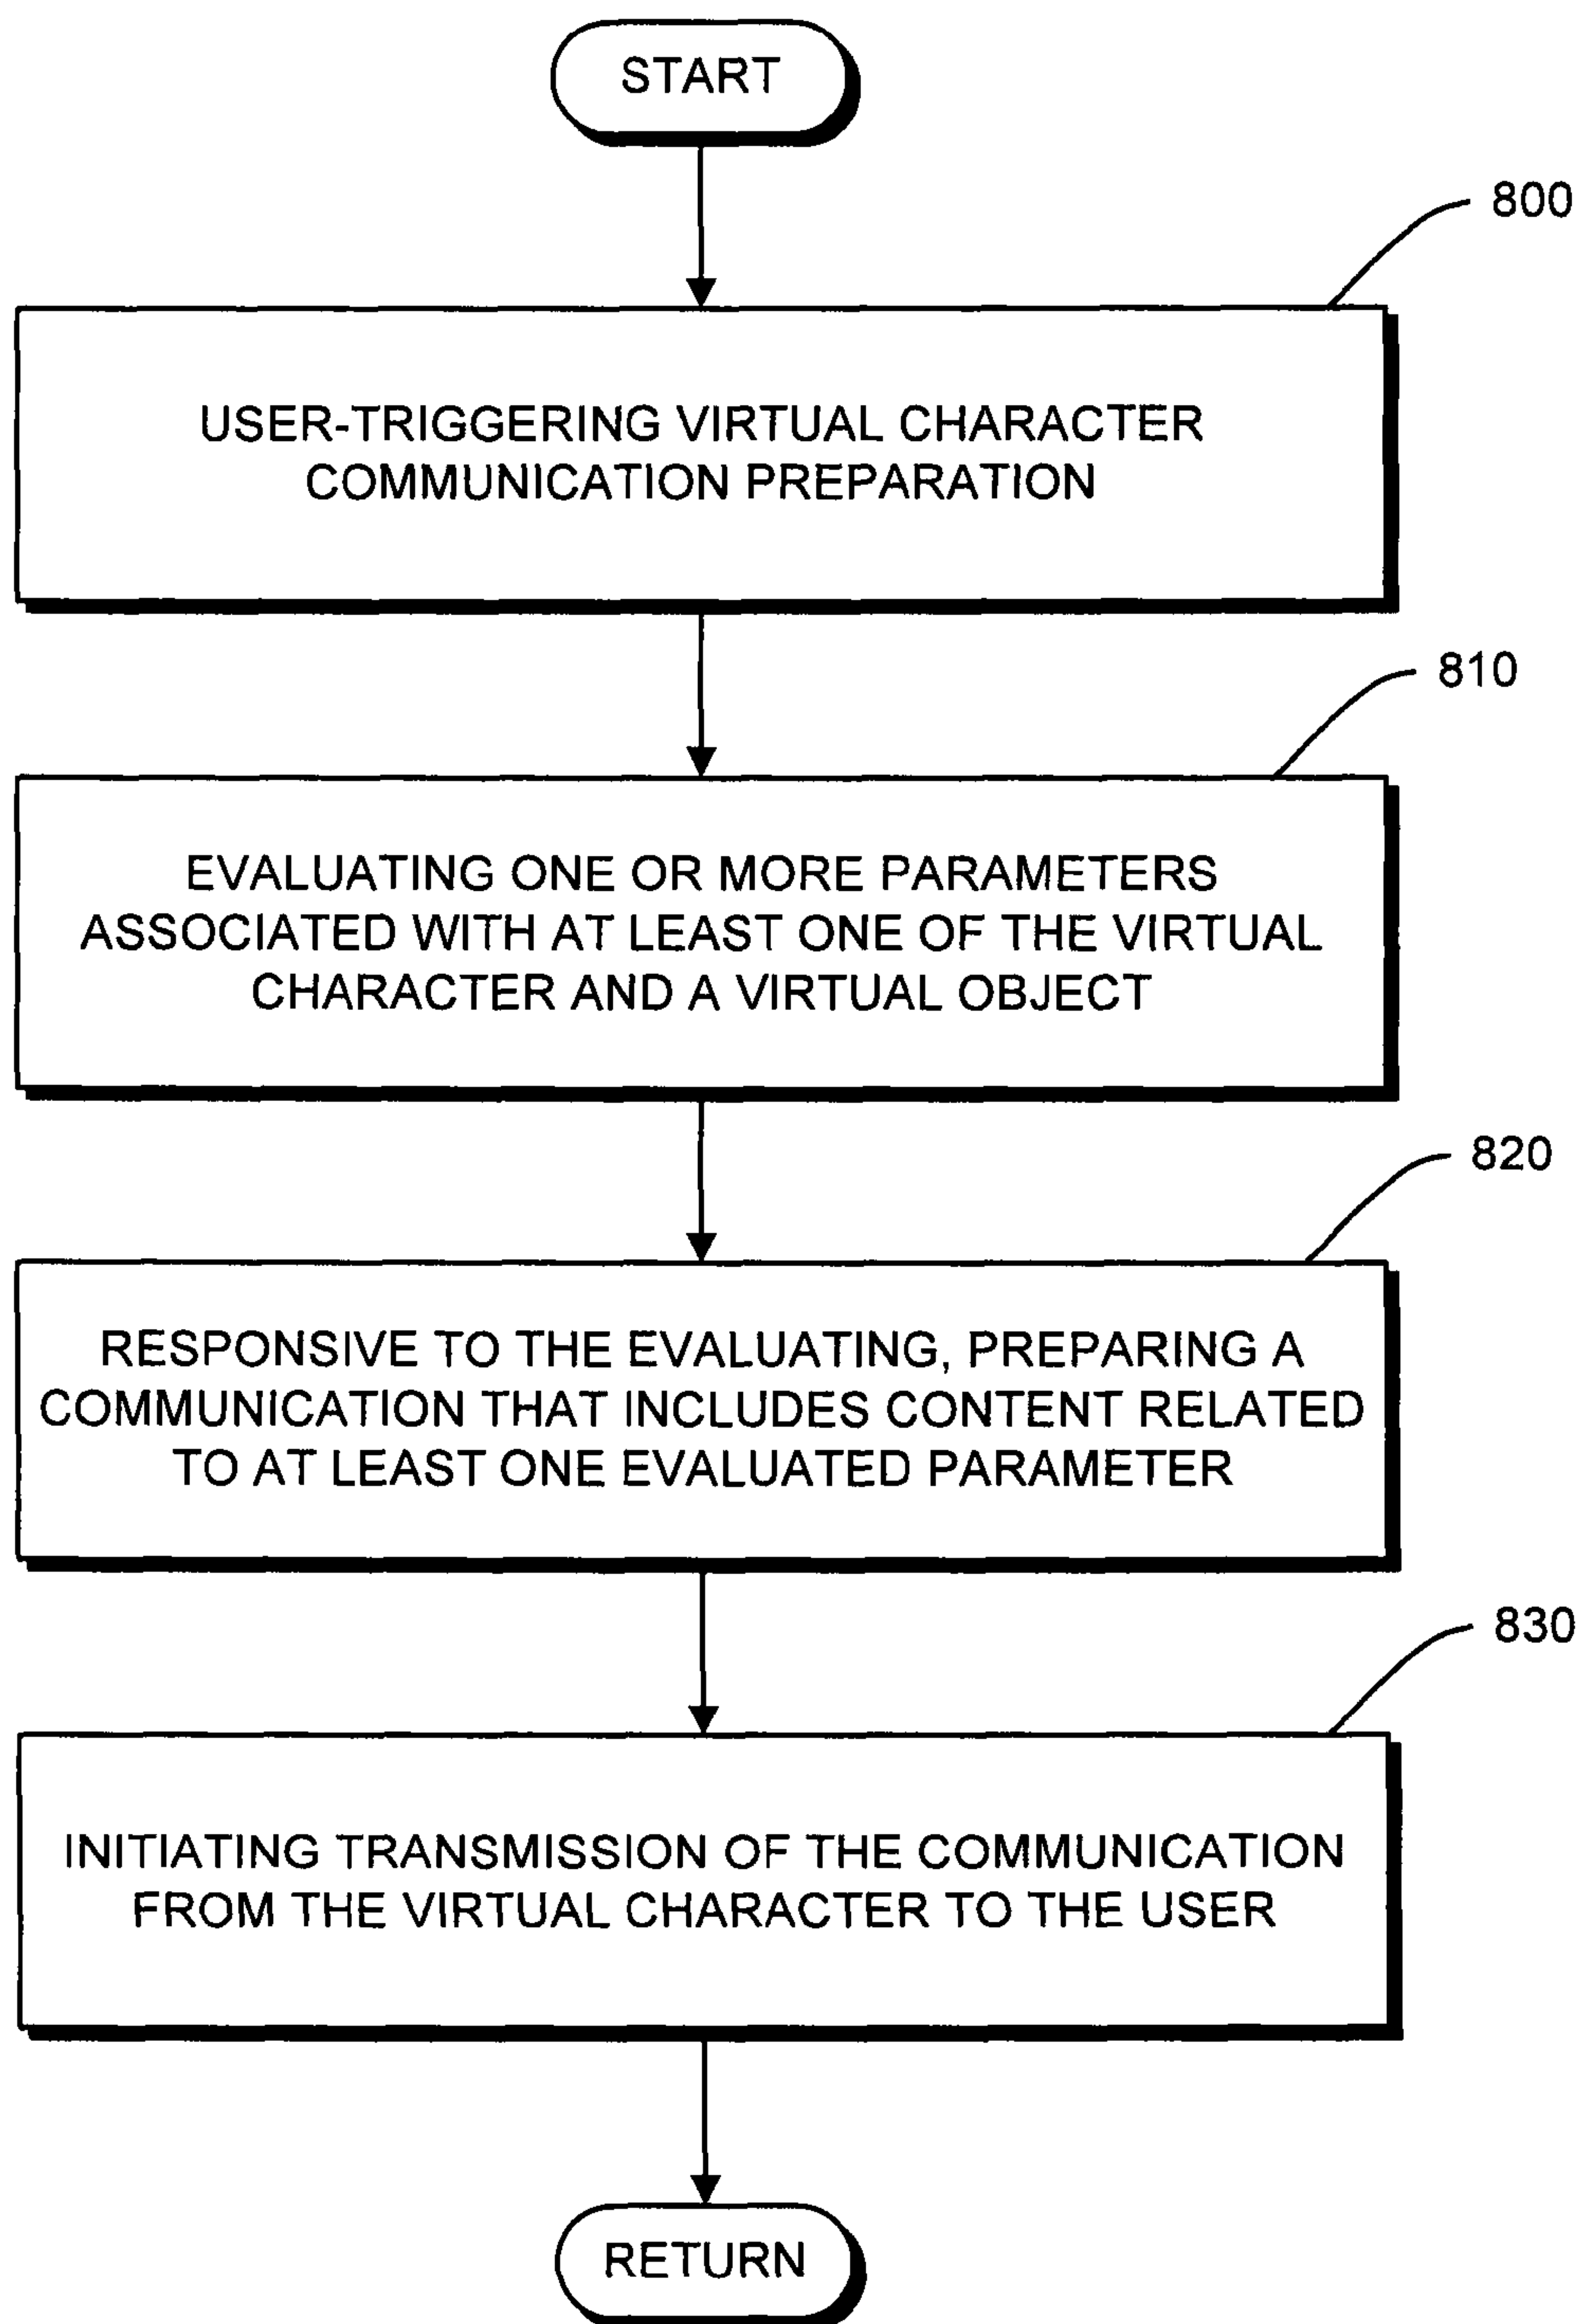 START
800
USER-TRIGGERING VIRTUAL CHARACTER
COMMUNICATION PREPARATION
810
EVALUATING ONE OR MORE PARAMETERS
ASSOCIATED WITH AT LEAST ONE OF THE VIRTUAL
CHARACTER AND A VIRTUAL OBJECT
820
RESPONSIVE TO THE EVALUATING, PREPARING A
COMMUNICATION THAT INCLUDES CONTENT RELATED
TO AT LEAST ONE EVALUATED PARAMETER
830
INITIATING TRANSMISSION OF THE COMMUNICATION
FROM THE VIRTUAL CHARACTER TO THE USER
RETURN